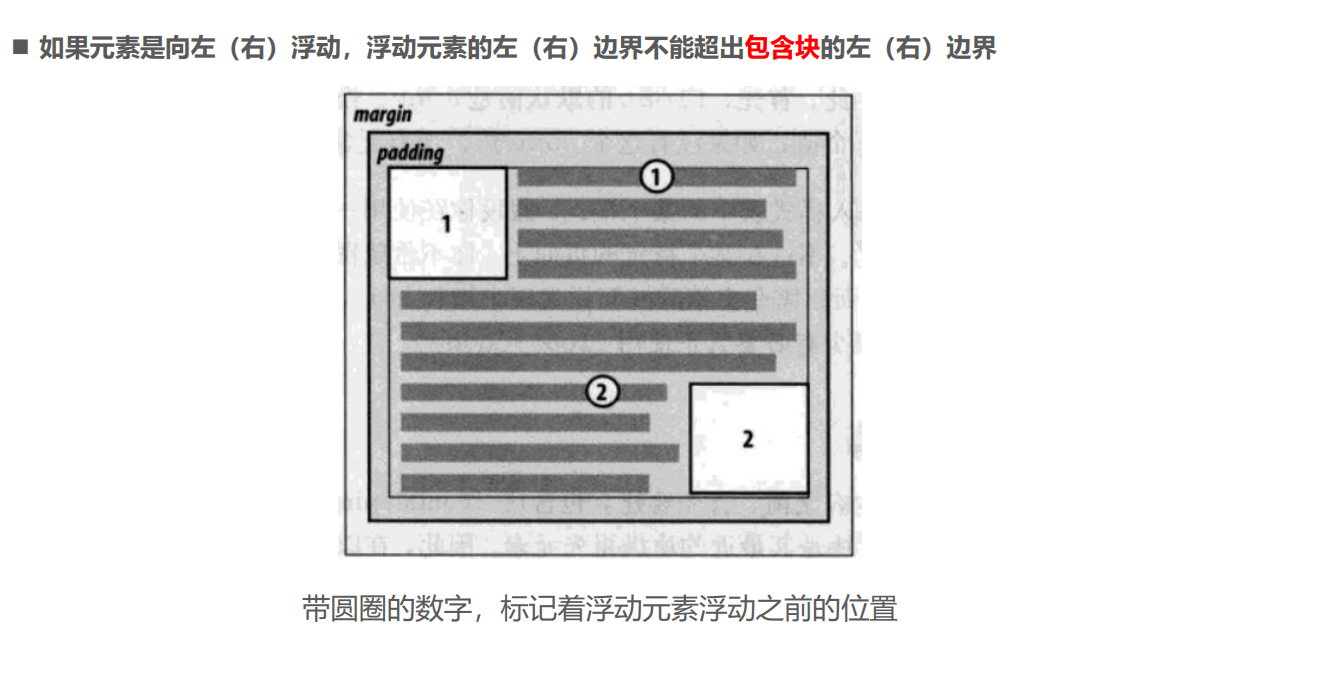 ■ 如果元素是向左（右）浮动，浮动元素的左（右）边界不能超出包含块的左（右）边界
margin
padding
1
1
2
2
带圆圈的数字，标记着浮动元素浮动之前的位置